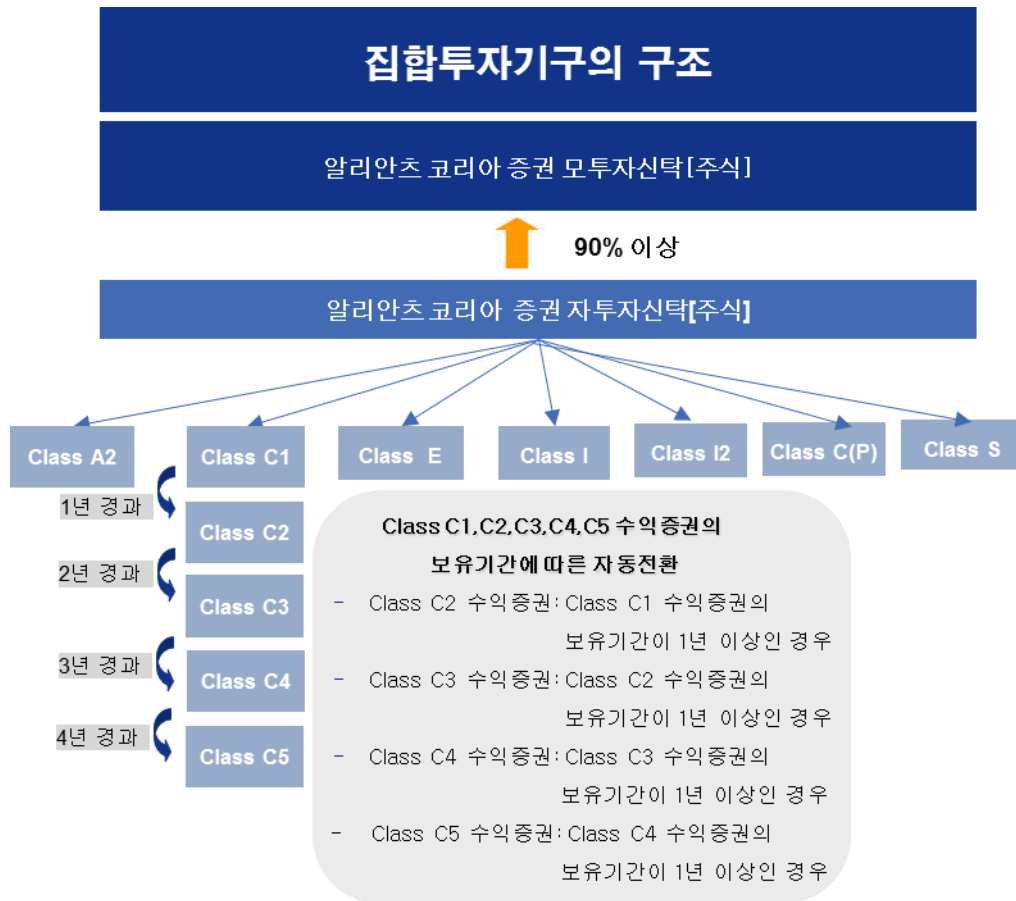 집합투자기구의 구조
알리안츠 코리아 증권 모투자신탁[주식]
90% 이상
알리안츠 코리아 증권 자투자신탁[주식]
Class A2
Class C1
Class E
Class I
Class I2
Class C(P)
Class S
1년 경과
Class C2
2년 경과
Class C3
3년 경과
Class C4
4년 경과
Class C5
Class C1,C2,C3,C4,C5 수익증권의
보유기간에 따른 자동전환
- Class C2 수익증권: Class C1 수익증권의
보유기간이 1년 이상인 경우
- Class C3 수익증권: Class C2 수익증권의
보유기간이 1년 이상인 경우
- Class C4 수익증권: Class C3 수익증권의
보유기간이 1년 이상인 경우
- Class C5 수익증권: Class C4 수익증권의
보유기간이 1년 이상인 경우